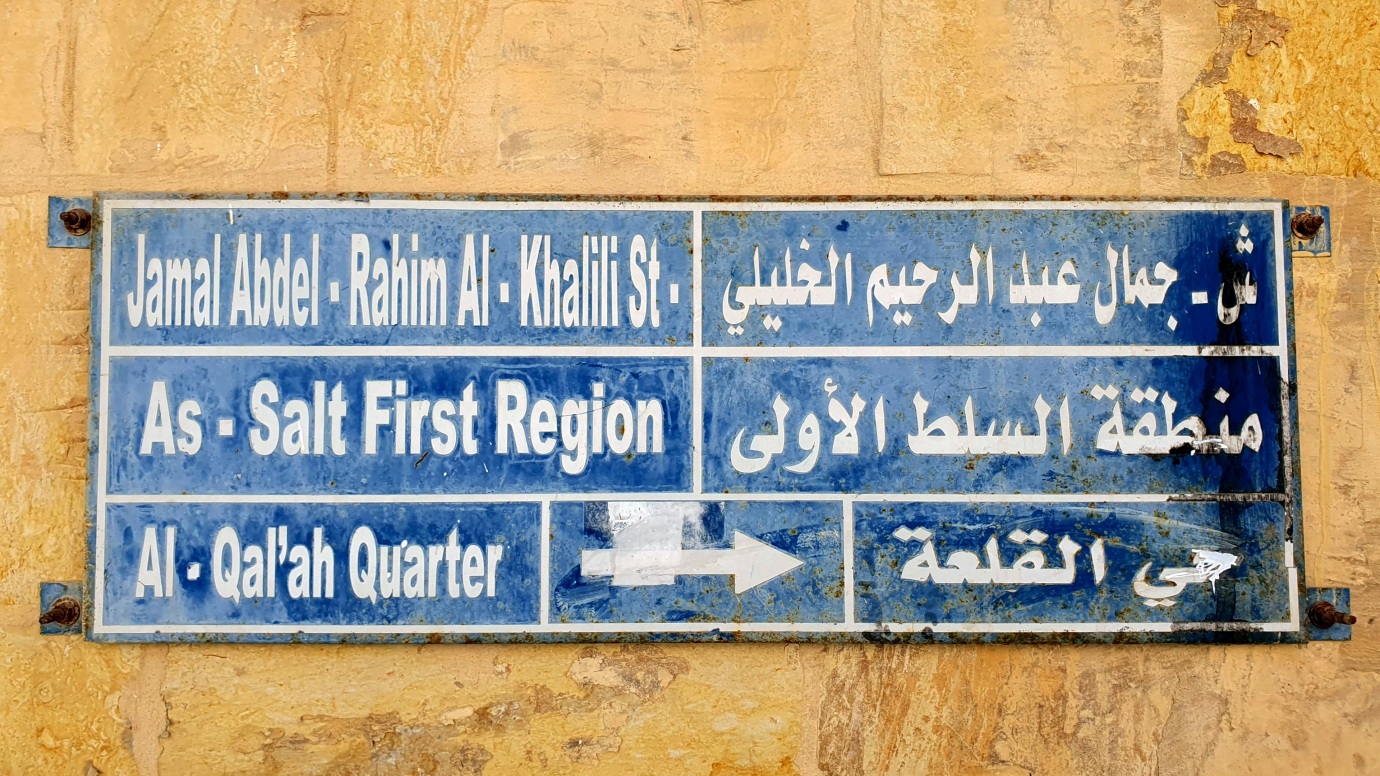 Jamal Abdel - Rahim Al - Khalili St -
ش - جمال عبد الرحيم الخليلي
As - Salt First Region
منطقة السلط الأولى
Al - Qal'ah Quarter
حي القلعة